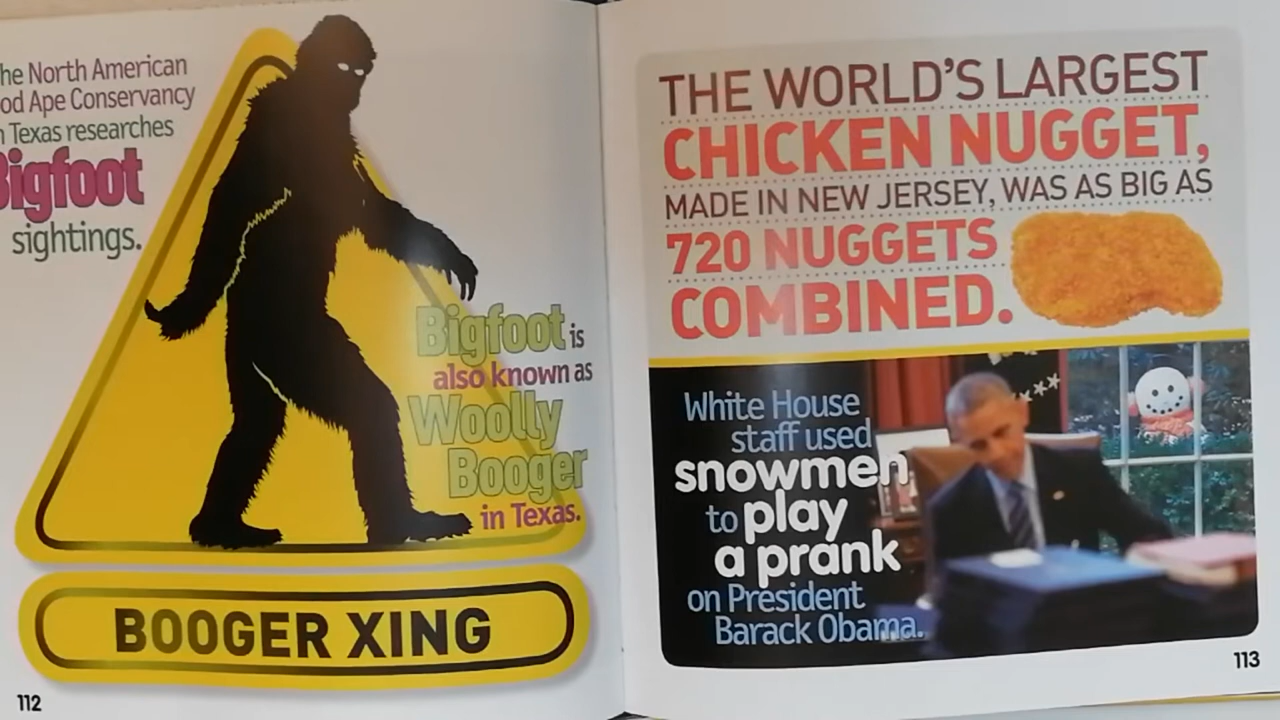 he North American
od Ape Conservancy
n Texas researches
Bigfoot
sightings.
Bigfoot is
also known as
Woolly
Booger
in Texas.
BOOGER XING
112
THE WORLD'S LARGEST
CHICKEN NUGGET,
MADE IN NEW JERSEY, WAS AS BIG AS
720 NUGGETS
COMBINED.
White House
staff used
snowmen
to play
a prank
on President
Barack Obama.
113